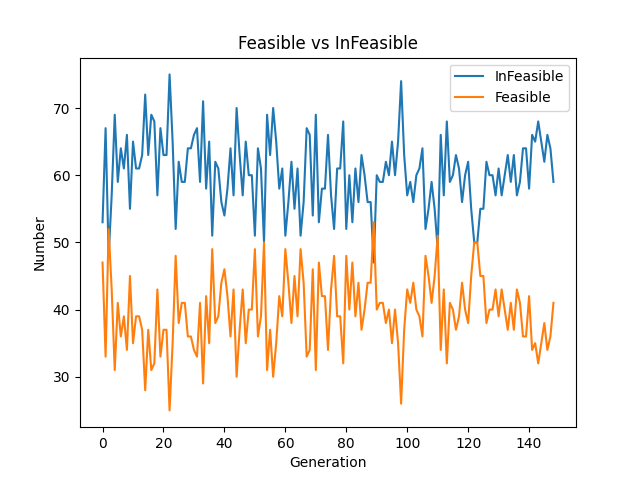 Feasible vs InFeasible
InFeasible
Feasible
70
60
50
40
30
Number
0 20 40 60 80 100 120 140
Generation